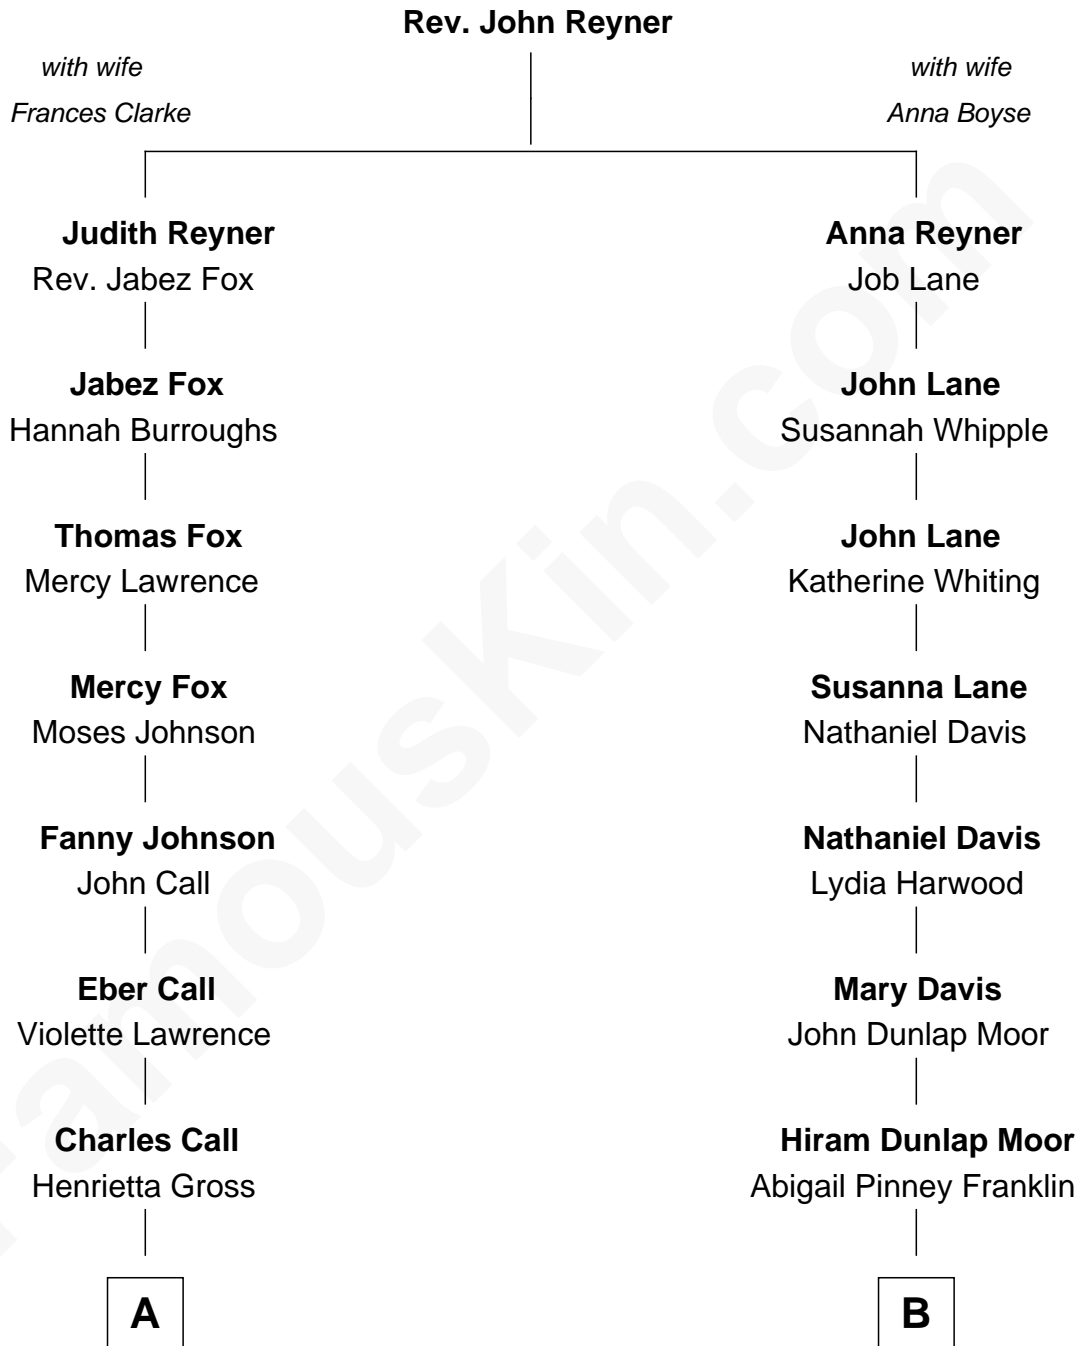 Rev. John Reyner
with wife
Frances Clarke
with wife
Anna Boyse
Judith Reyner
Rev. Jabez Fox
Anna Reyner
Job Lane
Jabez Fox
Hannah Burroughs
John Lane
Susannah Whipple
Thomas Fox
Mercy Lawrence
John Lane
Katherine Whiting
Mercy Fox
Moses Johnson
Susanna Lane
Nathaniel Davis
Fanny Johnson
John Call
Nathaniel Davis
Lydia Harwood
Eber Call
Violette Lawrence
Mary Davis
John Dunlap Moor
Charles Call
Henrietta Gross
Hiram Dunlap Moor
Abigail Pinney Franklin
A
B
FamousKin.com